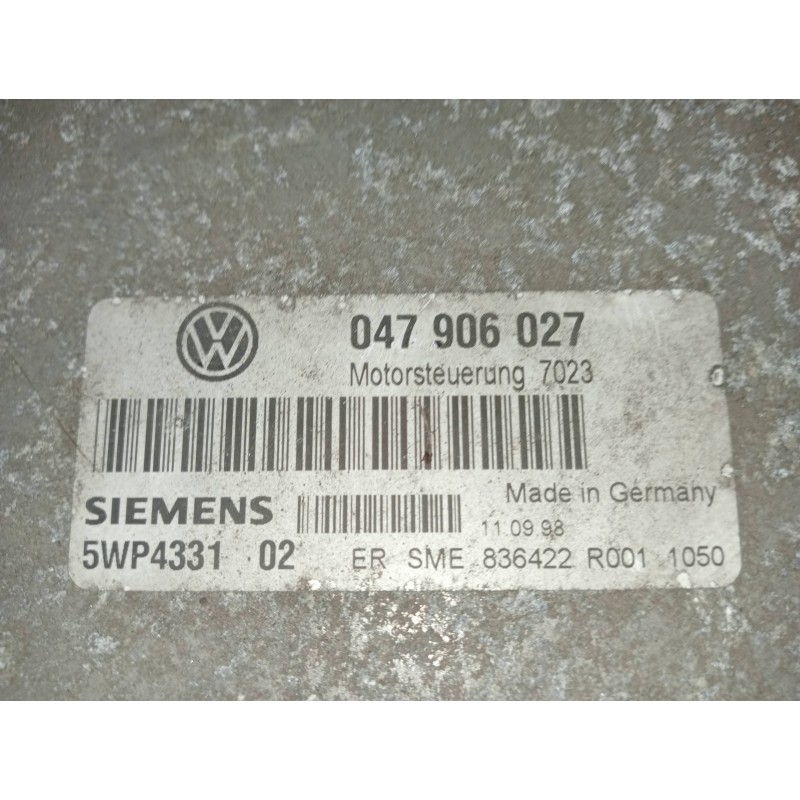 047 906 027
Motorsteuerung 7023
SIEMENS
Made in Germany
11.09.98
5WP4331 02 ER SME 836422 R001 1050